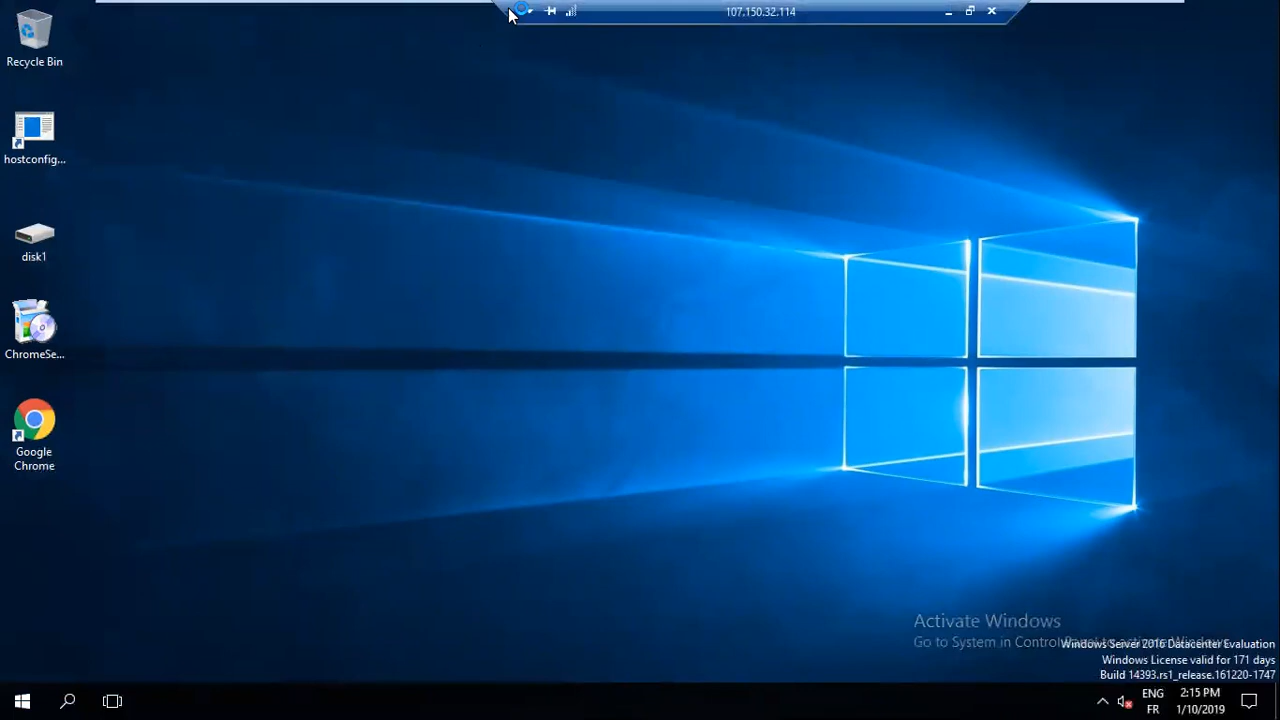 107.150.32.114
Recycle Bin
hostconfig...
disk1
ChromeSe...
Google
Chrome
Activate Windows
Go to System in Control Panel to activate Windows.
Windows Server 2016 Datacenter Evaluation
Windows License valid for 171 days
Build 14393.rs1_release.161220-1747
ENG
FR
2:15 PM
1/10/2019